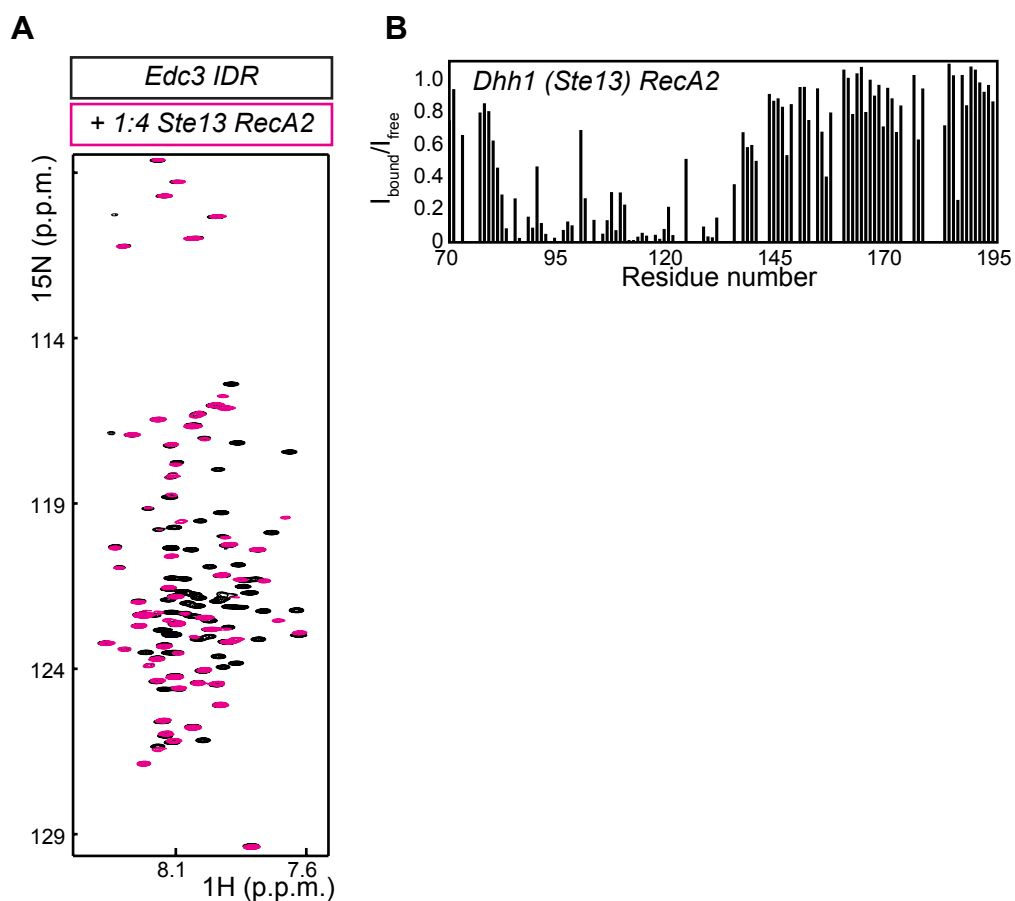 A
Edc3 IDR
+ 1:4 Ste13 RecA2
15N (p.p.m.)
114
119
124
129
8.1
7.6
1H (p.p.m.)
B
Dhh1 (Ste13) RecA2
Ibound/Ifree
1.0
0.8
0.6
0.4
0.2
0
70
95
120
145
170
195
Residue number